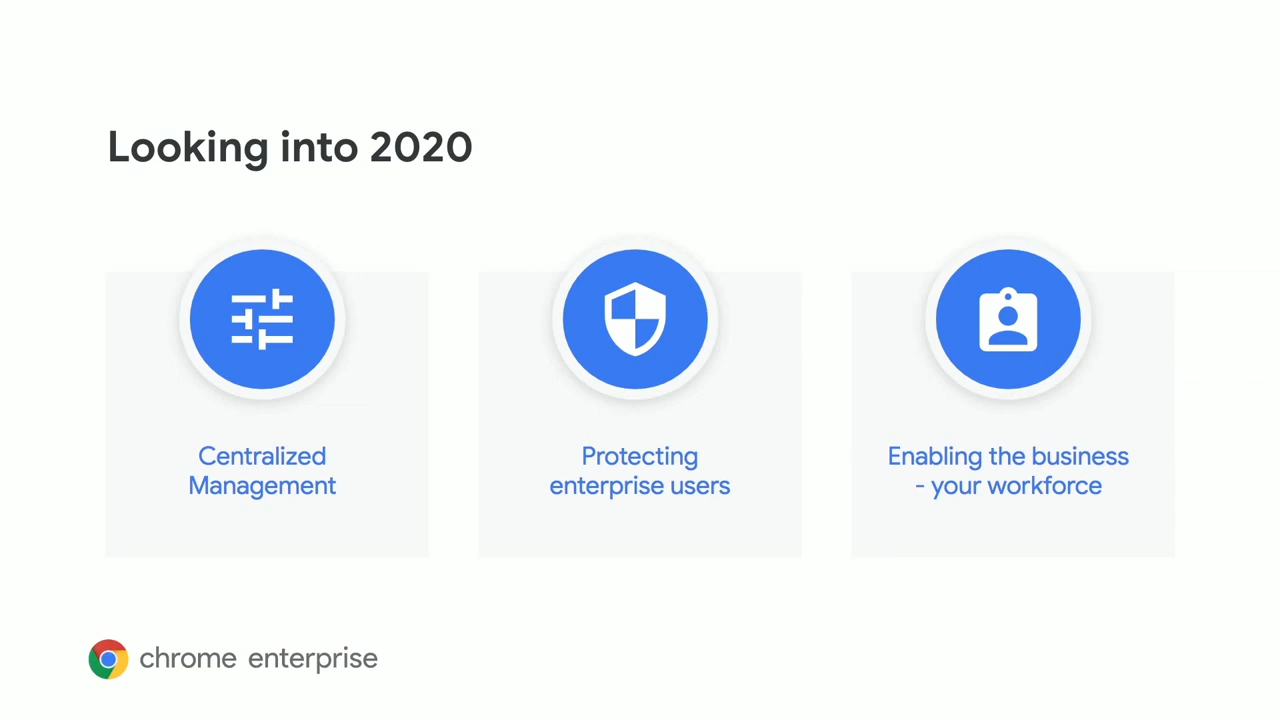 Looking into 2020
Centralized
Management
Protecting
enterprise users
Enabling the business
- your workforce
chrome enterprise